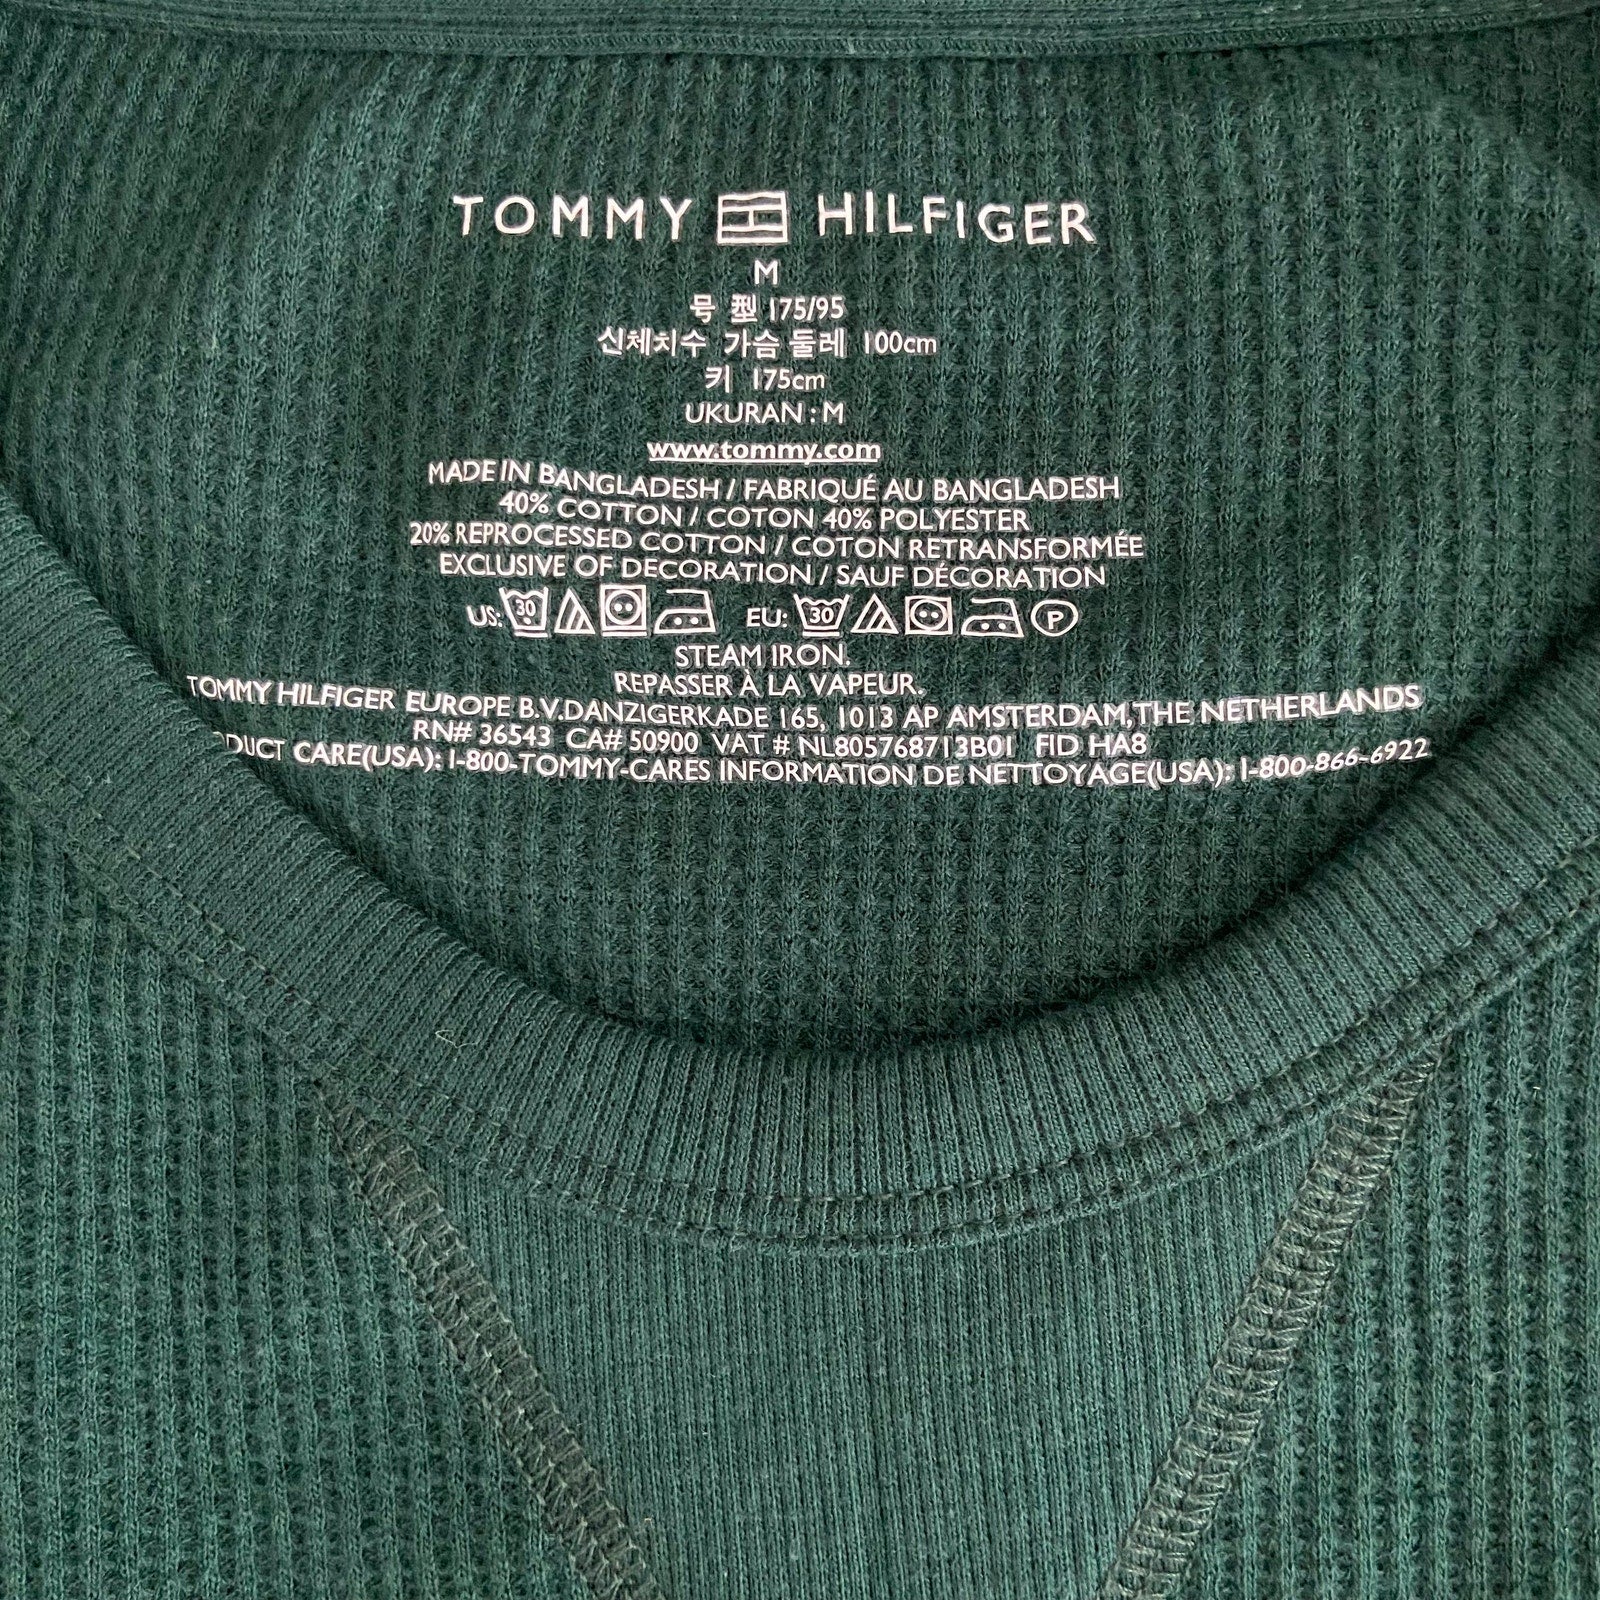 TOMMY HILFIGER
M
号 型 175/95
신체치수 가슴 둘레 100cm
키 175cm
UKURAN : M
www.tommy.com
MADE IN BANGLADESH / FABRIQUÉ AU BANGLADESH
40% COTTON / COTON 40% POLYESTER
20% REPROCESSED COTTON / COTON RETRANSFORMÉE
EXCLUSIVE OF DECORATION / SAUF DÉCORATION
US: 30 EU: 30 P
STEAM IRON.
REPASSER À LA VAPEUR.
TOMMY HILFIGER EUROPE B.V.DANZIGERKADE 165, 1013 AP AMSTERDAM,THE NETHERLANDS
RN# 36543 CA# 50900 VAT # NL805768713B01 FID HA8
CARE(USA): 1-800-TOMMY-CARES INFORMATION DE NETTOYAGE(USA): 1-800-866-6922